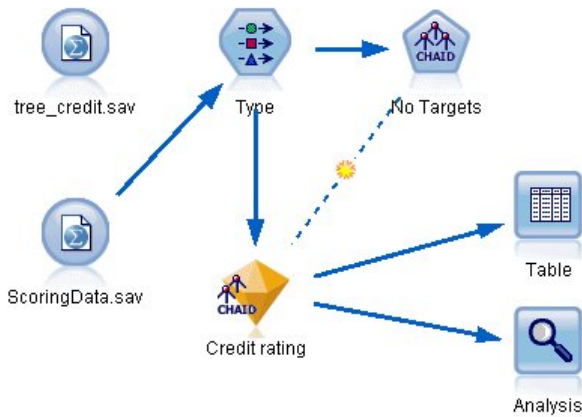 CHAID
tree_credit.sav
Type
No Targets
ScoringData.sav
CHAID
Credit rating
Table
Analysis